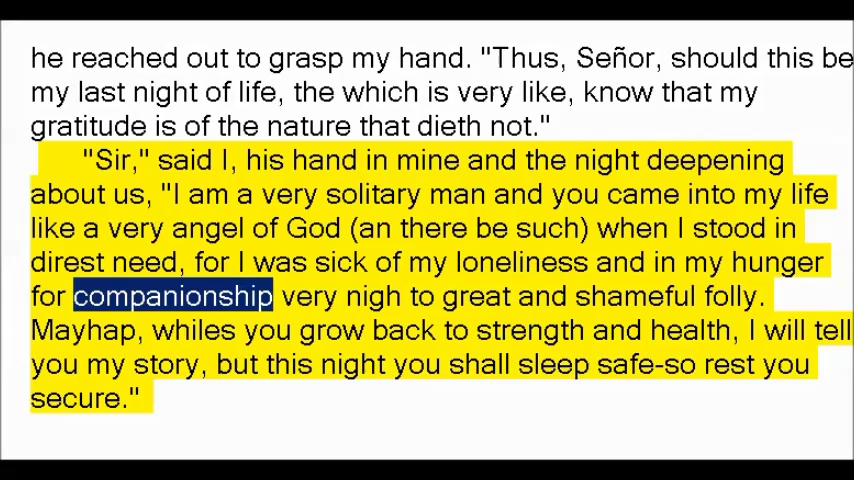 he reached out to grasp my hand. "Thus, Señor, should this be
my last night of life, the which is very like, know that my
gratitude is of the nature that dieth not."
"Sir," said I, his hand in mine and the night deepening
about us, "I am a very solitary man and you came into my life
like a very angel of God (an there be such) when I stood in
direst need, for I was sick of my loneliness and in my hunger
for companionship very nigh to great and shameful folly.
Mayhap, whiles you grow back to strength and health, I will tell
you my story, but this night you shall sleep safe-so rest you
secure."